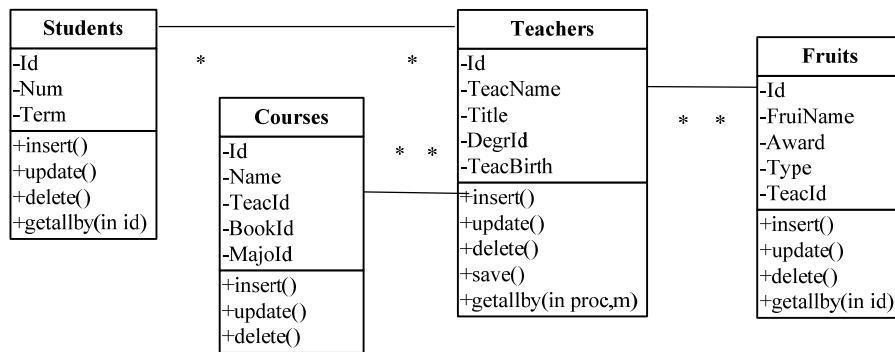 Students
-Id
-Num
-Term
+insert()
+update()
+delete()
+getallby(in id)
*
*
Courses
-Id
-Name
-TeacId
-BookId
-MajoId
+insert()
+update()
+delete()
* *
Teachers
-Id
-TeacName
-Title
-DegrId
-TeacBirth
+insert()
+update()
+delete()
+save()
+getallby(in proc,m)
* *
Fruits
-Id
-FruiName
-Award
-Type
-TeacId
+insert()
+update()
+delete()
+getallby(in id)